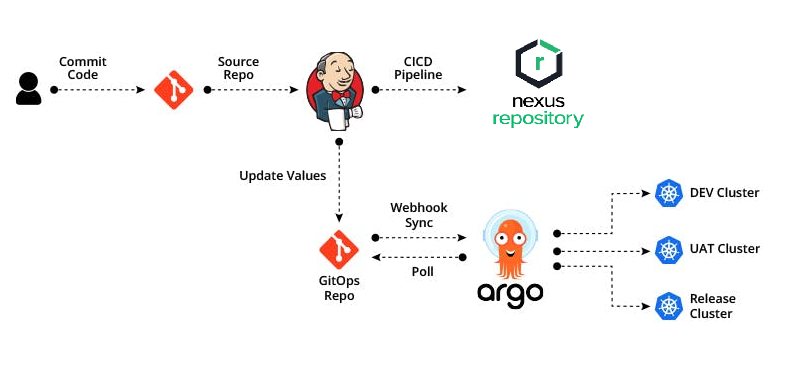 Commit
Code
Source
Repo
CICD
Pipeline
r
nexus
repository
Update Values
Webhook
Sync
Poll
GitOps
Repo
argo
DEV Cluster
UAT Cluster
Release
Cluster